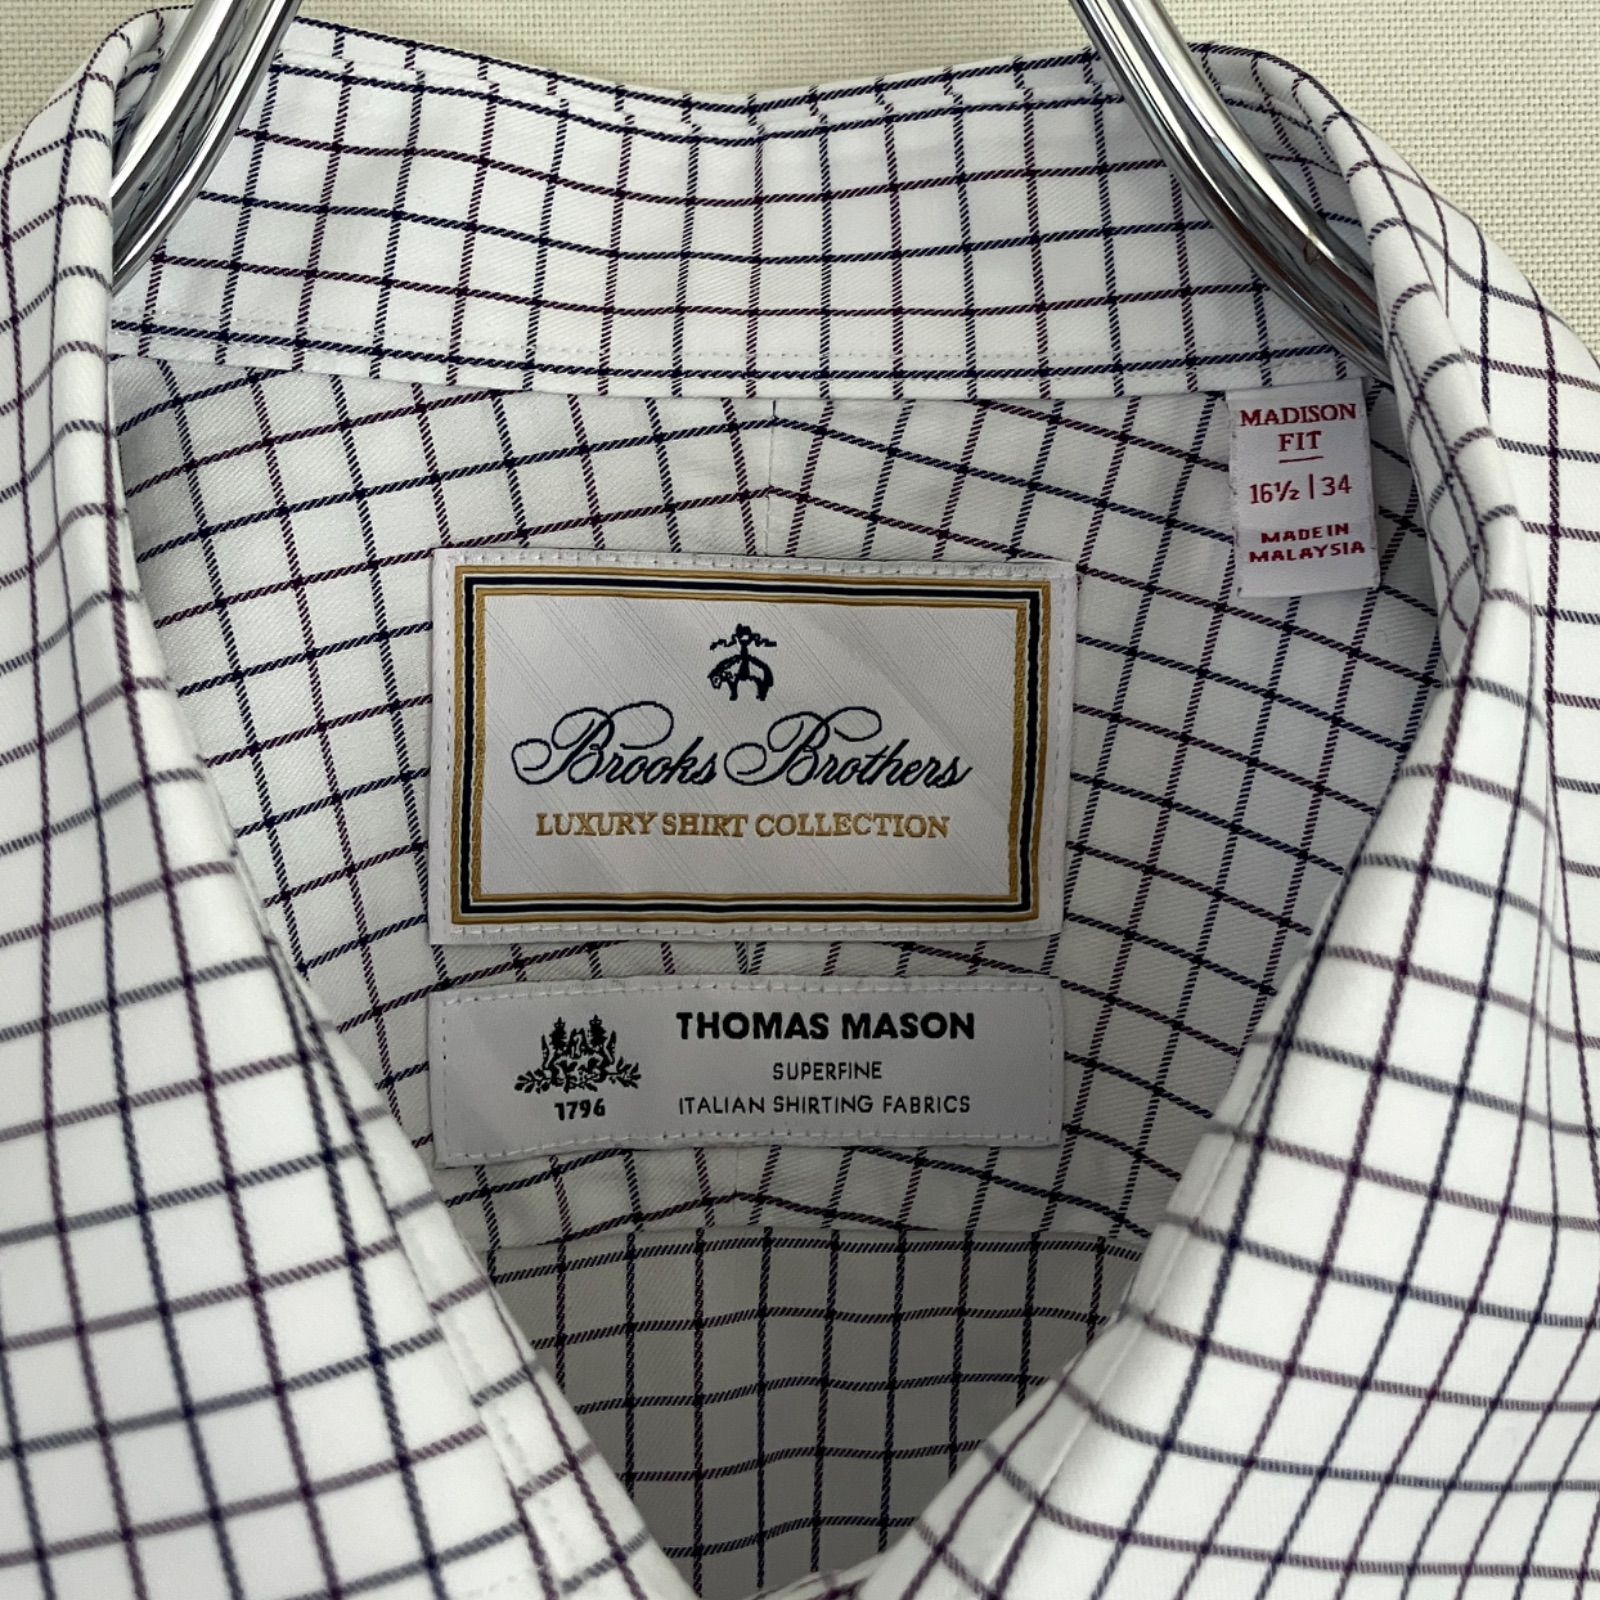 MADISON
FIT
16½ | 34
MADE IN
MALAYSIA
Brooks Brothers
LUXURY SHIRT COLLECTION
THOMAS MASON
SUPERFINE
ITALIAN SHIRTING FABRICS
1796